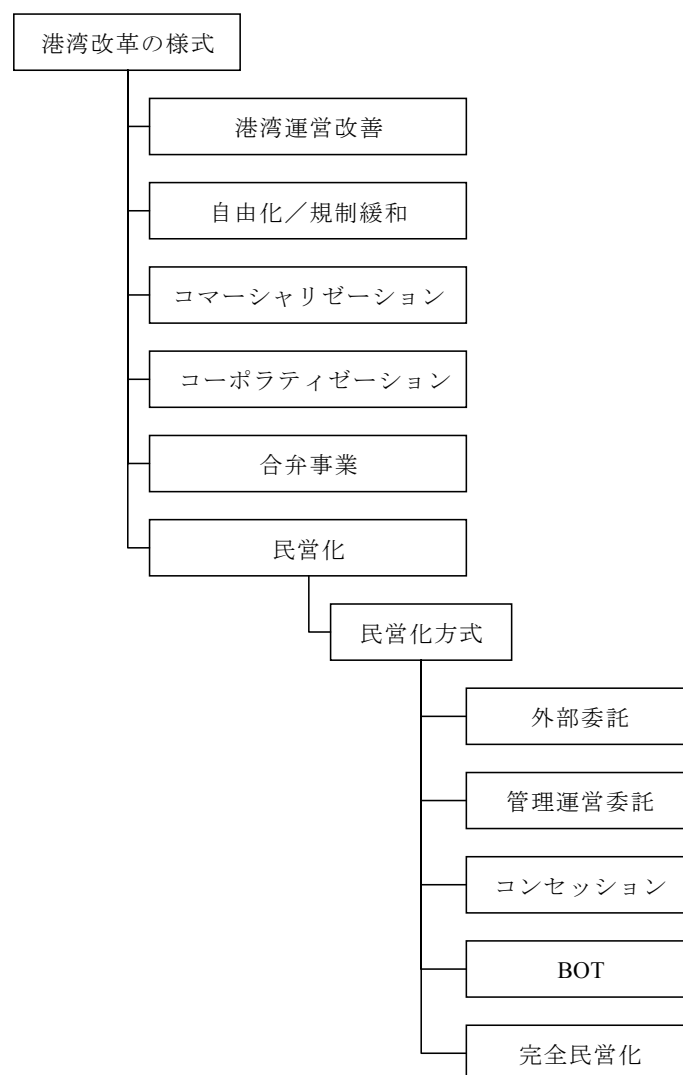 港湾改革の様式
港湾運営改善
自由化／規制緩和
コマーシャリゼーション
コーポラティゼーション
合弁事業
民営化
民営化方式
外部委託
管理運営委託
コンセッション
BOT
完全民営化